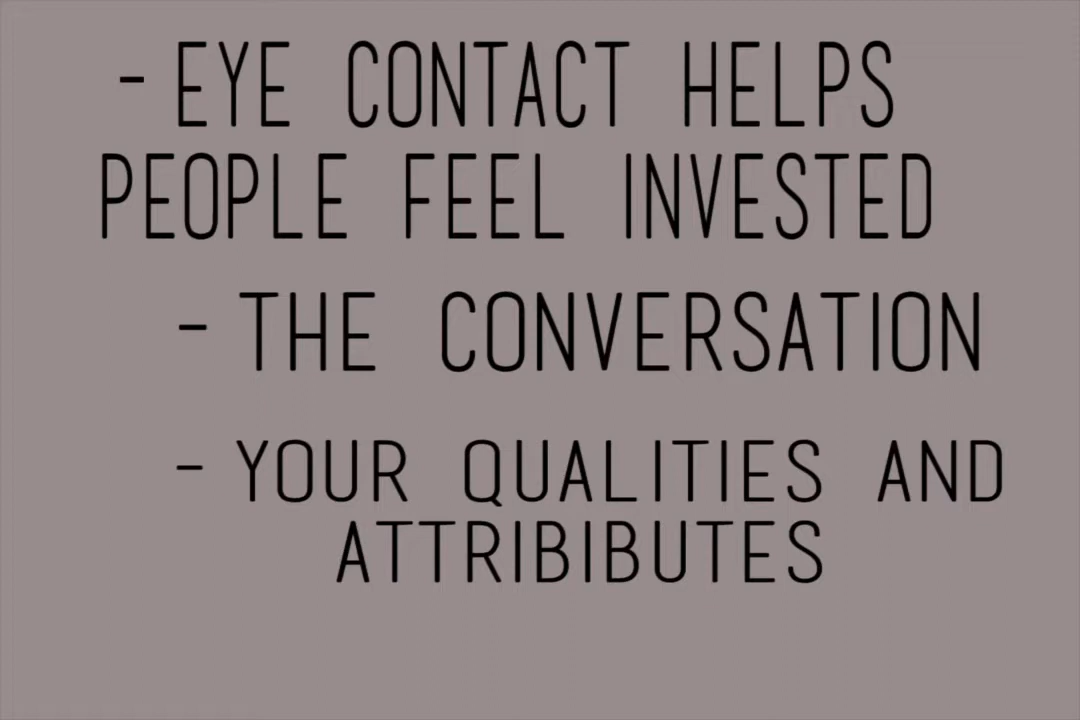 - EYE CONTACT HELPS
PEOPLE FEEL INVESTED
- THE CONVERSATION
- YOUR QUALITIES AND
ATTRIBIBUTES